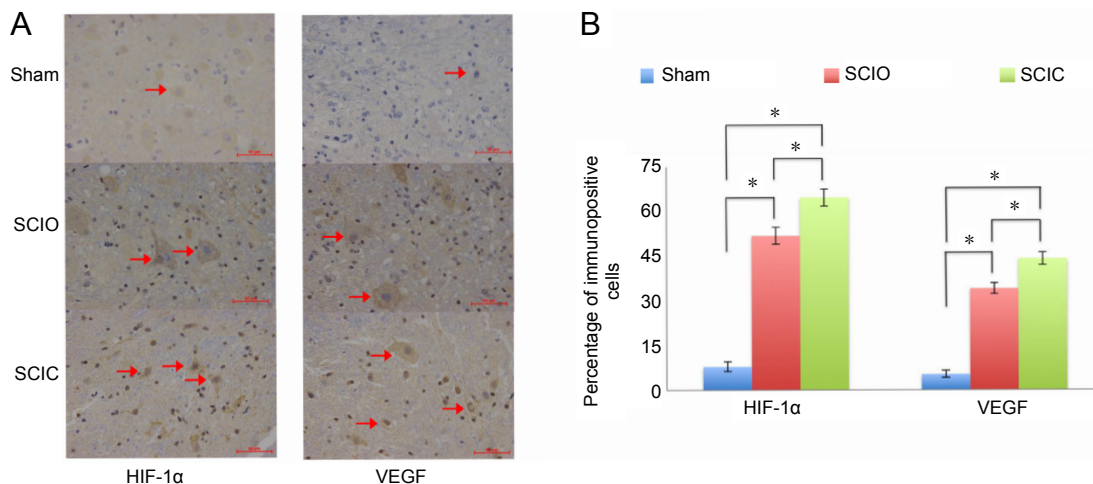 A
Sham
SCIO
SCIC
HIF-1α
VEGF
B
Sham
SCIO
SCIC
Percentage of immunopositive
cells
75
60
45
30
15
0
*
*
*
*
*
*
HIF-1α
VEGF